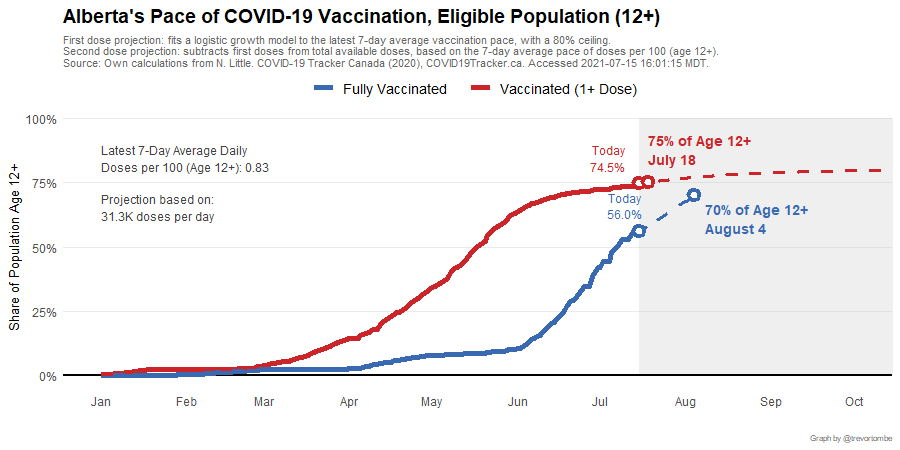 Alberta's Pace of COVID-19 Vaccination, Eligible Population (12+)
First dose projection: fits a logistic growth model to the latest 7-day average vaccination pace, with a 80% ceiling.
Second dose projection: subtracts first doses from total available doses, based on the 7-day average pace of doses per 100 (age 12+).
Source: Own calculations from N. Little. COVID-19 Tracker Canada (2020), COVID19Tracker.ca. Accessed 2021-07-15 16:01:15 MDT.
Fully Vaccinated
Vaccinated (1+ Dose)
Share of Population Age 12+
100%
75%
50%
25%
0%
Latest 7-Day Average Daily
Doses per 100 (Age 12+): 0.83
Projection based on:
31.3K doses per day
Today
74.5%
75% of Age 12+
July 18
Today
56.0%
70% of Age 12+
August 4
Jan
Feb
Mar
Apr
May
Jun
Jul
Aug
Sep
Oct
Graph by @trevortombe